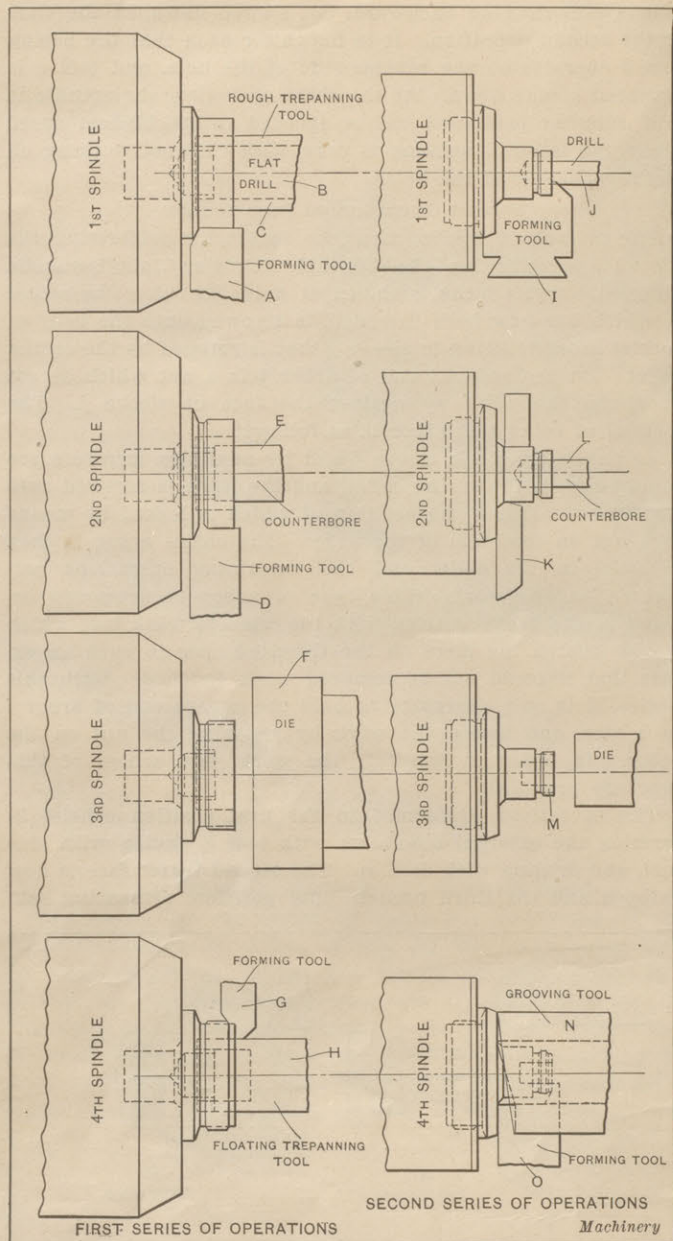 1ST SPINDLE
ROUGH TREPANNING
TOOL
FLAT
DRILL
B
C
FORMING TOOL
A
1ST SPINDLE
DRILL
J
FORMING
TOOL
I
2ND SPINDLE
E
COUNTERBORE
FORMING TOOL
D
2ND SPINDLE
L
COUNTERBORE
K
3RD SPINDLE
F
DIE
3RD SPINDLE
DIE
M
4TH SPINDLE
FORMING TOOL
G
H
FLOATING TREPANNING
TOOL
4TH SPINDLE
GROOVING TOOL
N
FORMING TOOL
O
FIRST SERIES OF OPERATIONS
SECOND SERIES OF OPERATIONS
Machinery